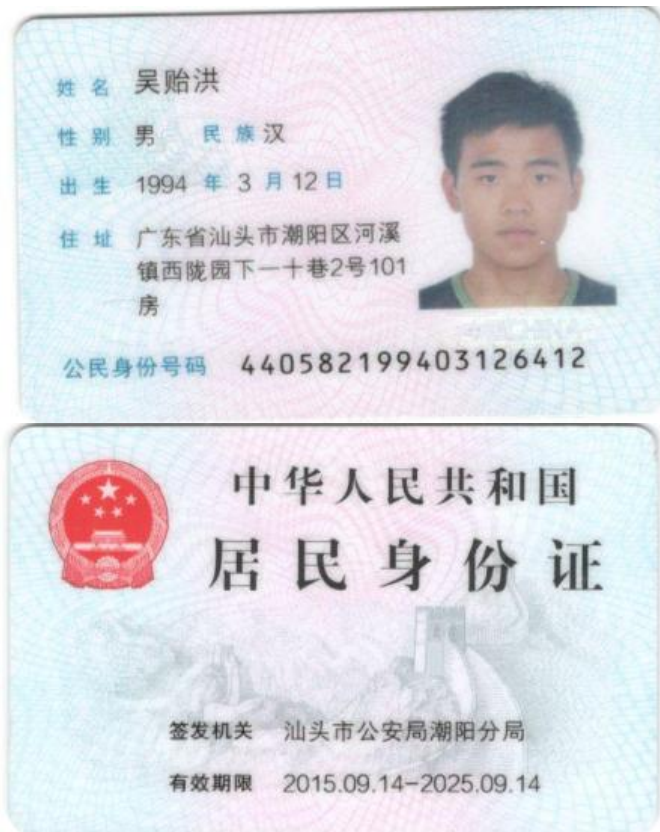 姓名 吴贻洪
性别 男 民族 汉
出生 1994 年 3 月 12 日
住址 广东省汕头市潮阳区河溪
镇西陇园下一十巷2号101
房
公民身份号码 440582199403126412
中华人民共和国
居民身份证
签发机关 汕头市公安局潮阳分局
有效期限 2015.09.14-2025.09.14